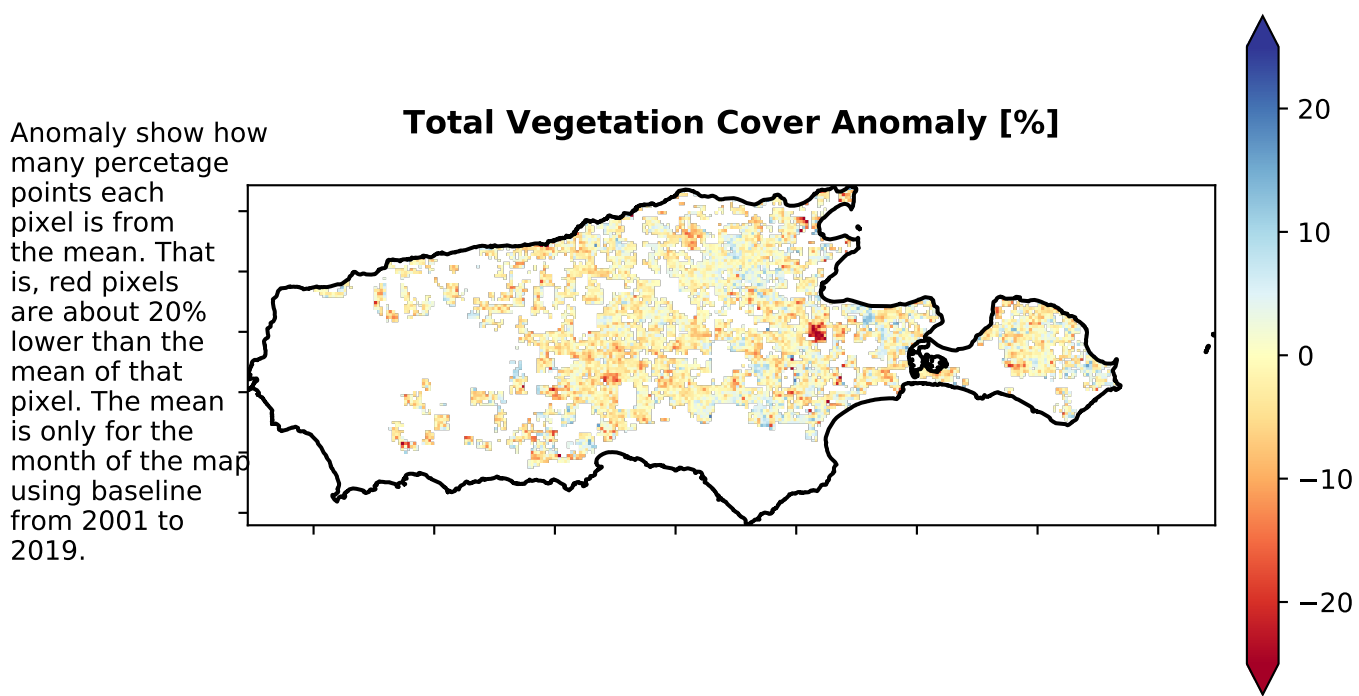 Total Vegetation Cover Anomaly [%]
Anomaly show how
many percetage
points each
pixel is from
the mean. That
is, red pixels
are about 20%
lower than the
mean of that
pixel. The mean
is only for the
month of the map
using baseline
from 2001 to
2019.
20
10
0
−10
−20